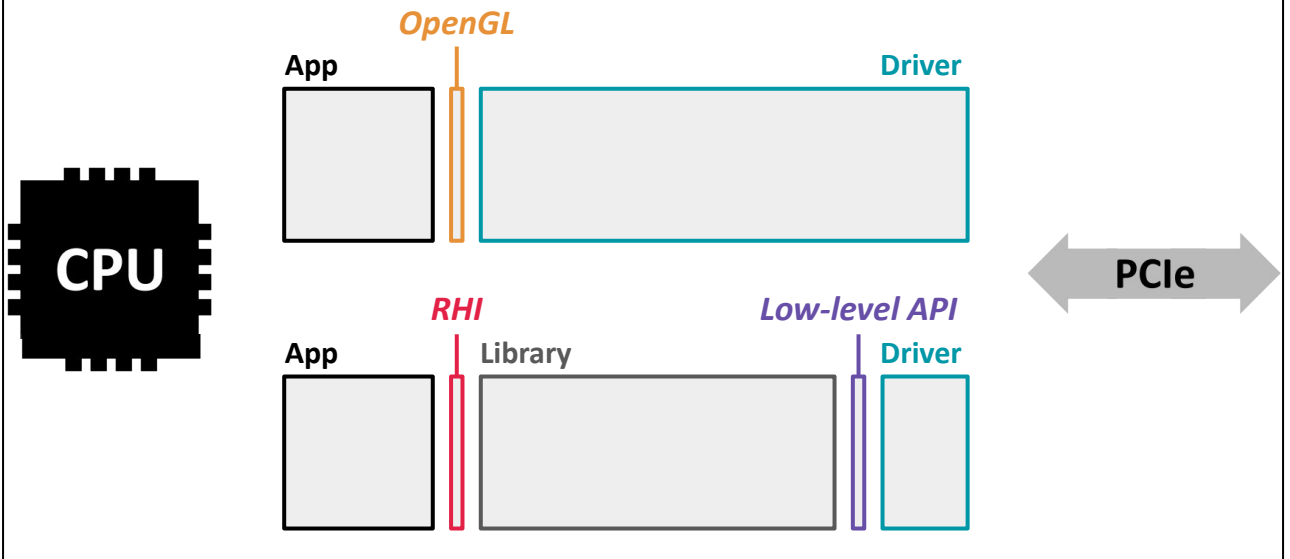 OpenGL
App
Driver
CPU
PCIe
RHI
Low-level API
App
Library
Driver